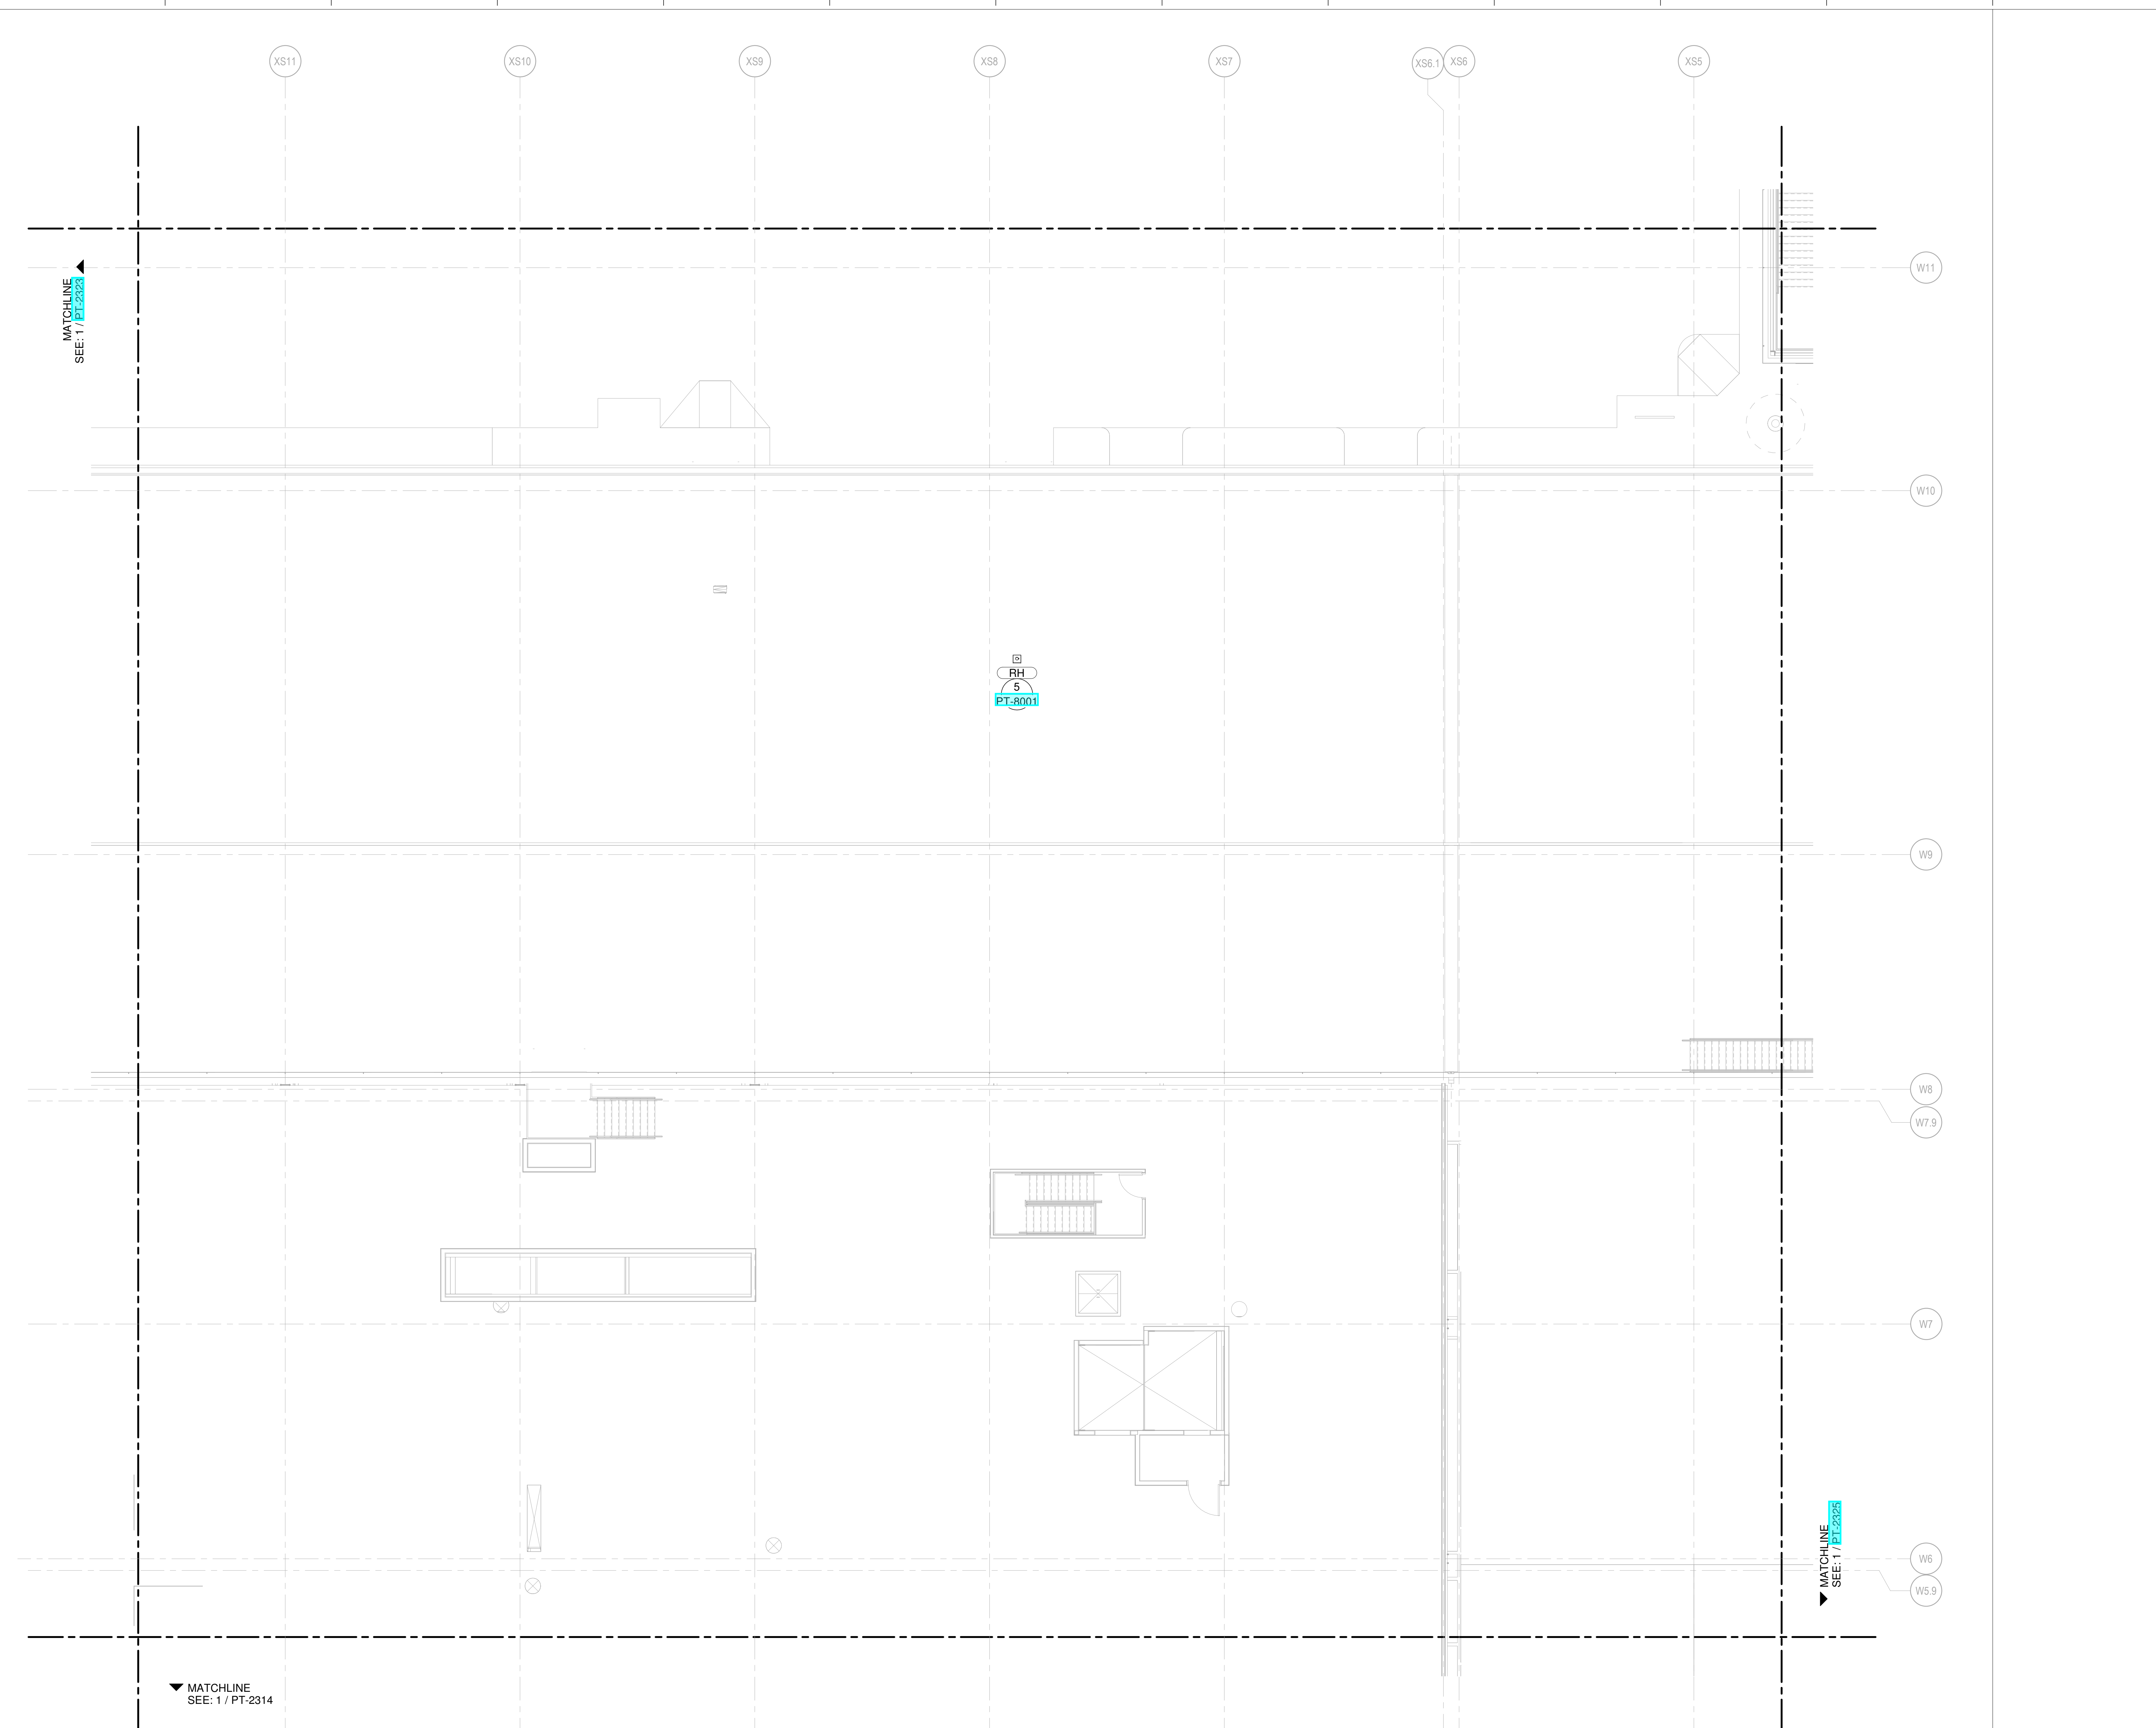 XS11
XS10
XS9
XS8
XS7
XS6.1
XS6
XS5
W11
MATCHLINE
SEE: 1 / PT-2323
W10
RH
5
PT-8001
W9
W8
W7.9
W7
MATCHLINE
SEE: 1 / PT-2325
W6
W5.9
MATCHLINE
SEE: 1 / PT-2314